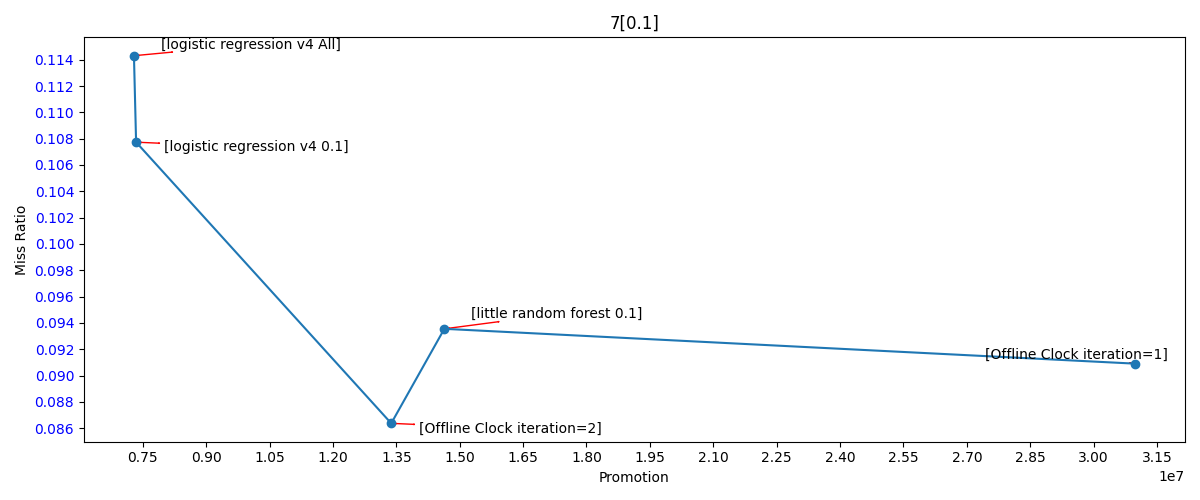 7[0.1]
[logistic regression v4 All]
0.114
0.112
0.110
0.108
[logistic regression v4 0.1]
0.106
0.104
0.102
0.100
Miss Ratio
0.098
0.096
[little random forest 0.1]
0.094
0.092
[Offline Clock iteration=1]
0.090
0.088
0.086
[Offline Clock iteration=2]
0.75 0.90 1.05 1.20 1.35 1.50 1.65 1.80 1.95 2.10 2.25 2.40 2.55 2.70 2.85 3.00 3.15
1e7
Promotion